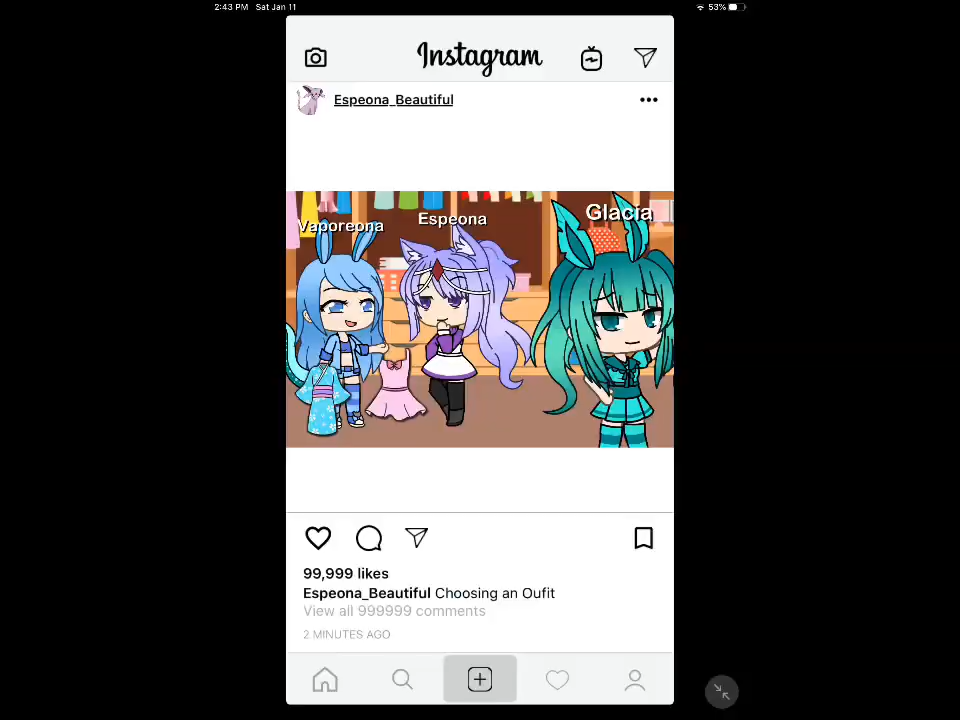 2:43 PM Sat Jan 11 53%
Instagram
Espeona_Beautiful
Vaporeona Espeona Glacia
99,999 likes
Espeona_Beautiful Choosing an Oufit
View all 999999 comments
2 MINUTES AGO